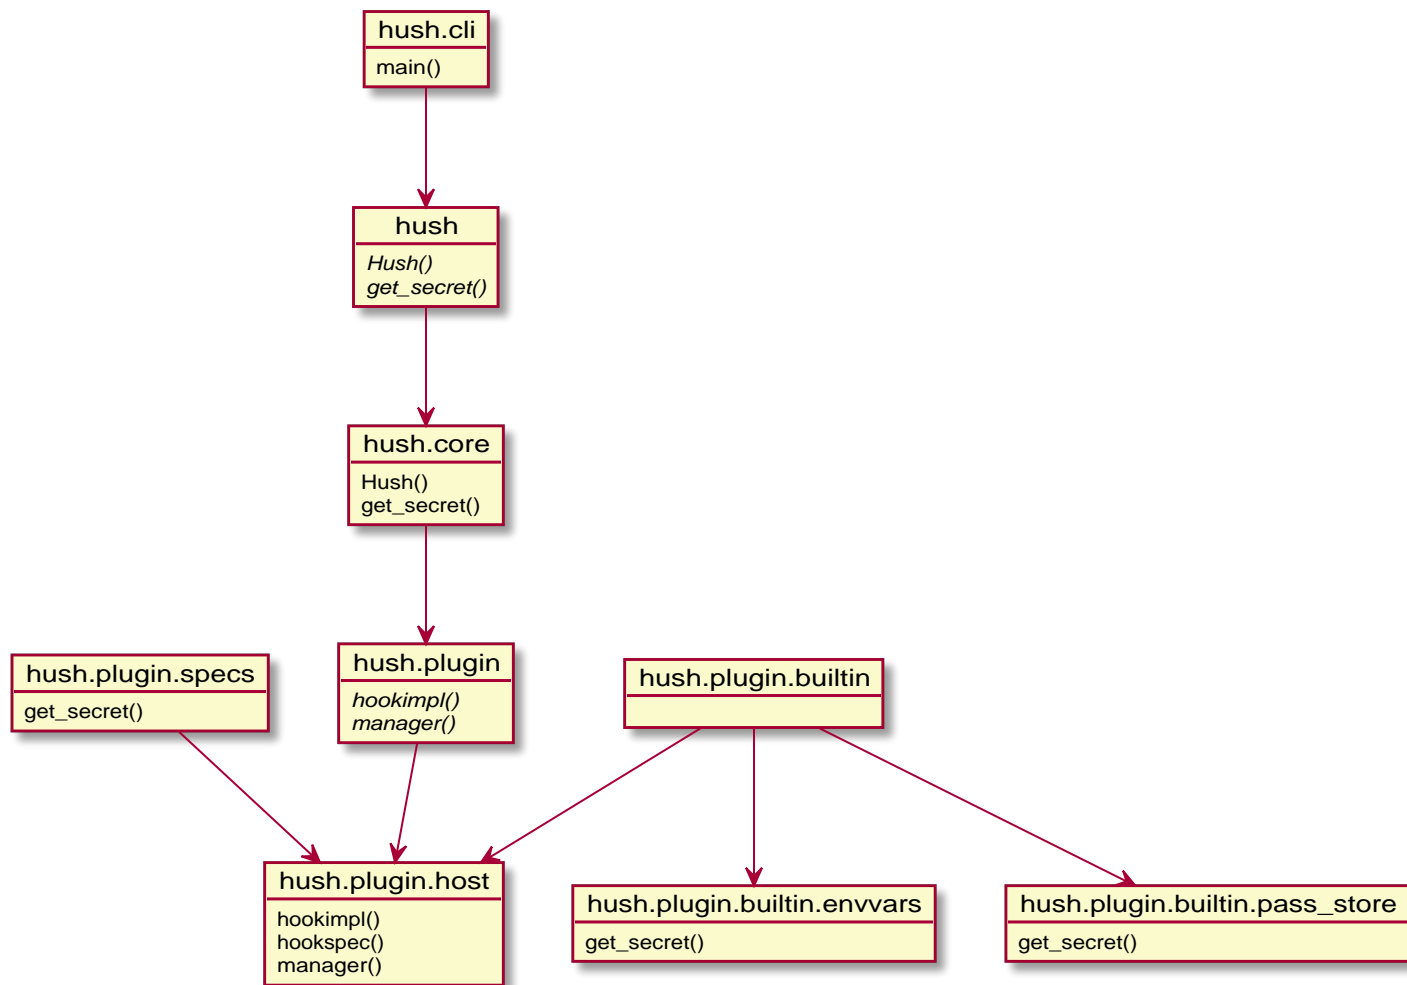 hush.cli
main()
hush
Hush()
get_secret()
hush.core
Hush()
get_secret()
hush.plugin.specs
get_secret()
hush.plugin
hookimpl()
manager()
hush.plugin.builtin
hush.plugin.host
hookimpl()
hookspec()
manager()
hush.plugin.builtin.envvars
get_secret()
hush.plugin.builtin.pass_store
get_secret()